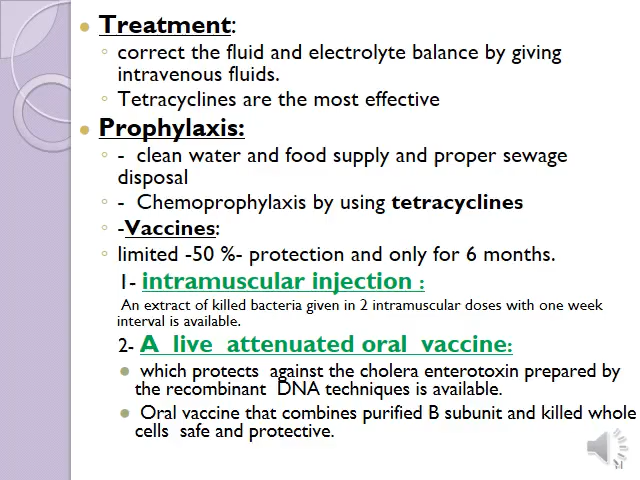 Treatment:
correct the fluid and electrolyte balance by giving
intravenous fluids.
Tetracyclines are the most effective
Prophylaxis:
- clean water and food supply and proper sewage
disposal
- Chemoprophylaxis by using tetracyclines
-Vaccines:
limited -50 %- protection and only for 6 months.
1- intramuscular injection :
An extract of killed bacteria given in 2 intramuscular doses with one week
interval is available.
2- A live attenuated oral vaccine:
which protects against the cholera enterotoxin prepared by
the recombinant DNA techniques is available.
Oral vaccine that combines purified B subunit and killed whole
cells safe and protective.